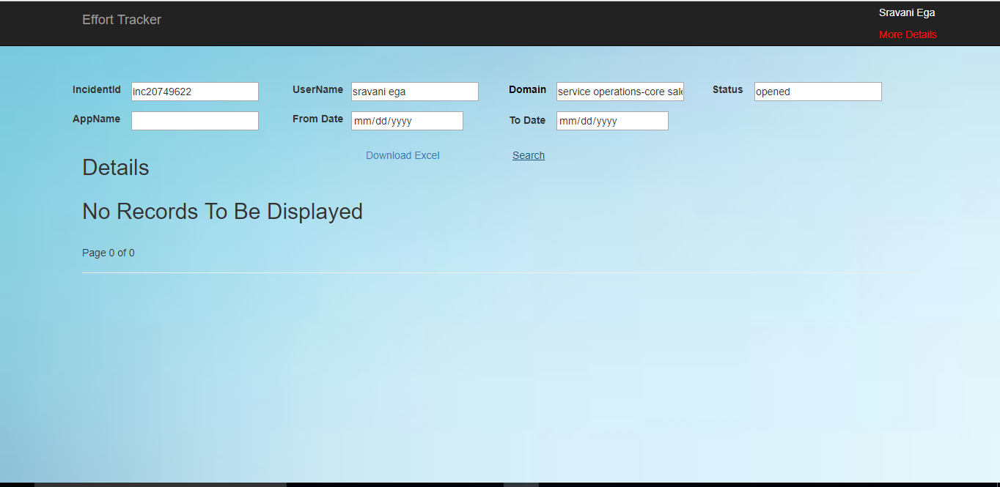 Effort Tracker
Sravani Ega
More Details
IncidentId inc20749622 UserName sravani ega Domain service operations-core sale Status opened
AppName From Date mm/dd/yyyy To Date mm/dd/yyyy
Download Excel Search
Details
No Records To Be Displayed
Page 0 of 0